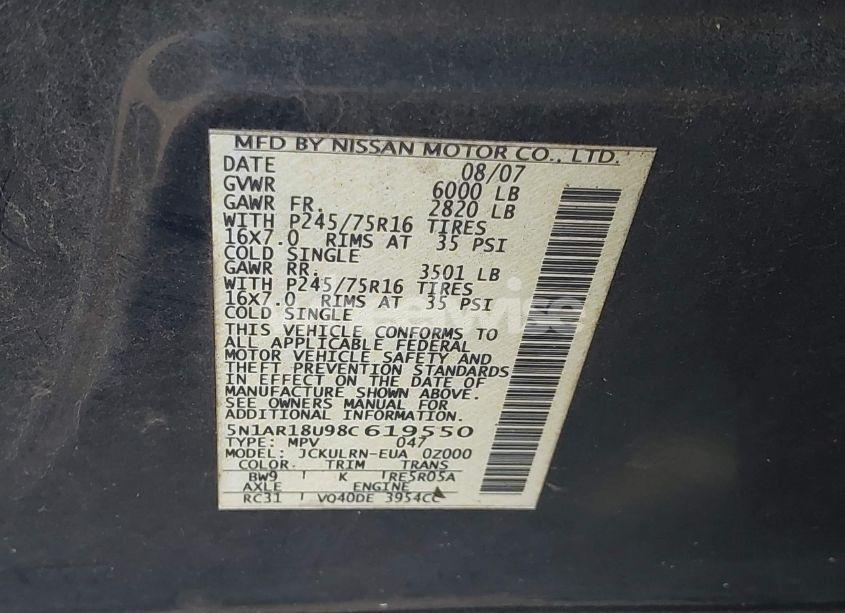 MFD BY NISSAN MOTOR CO., LTD.
DATE 08/07
GVWR 6000 LB
GAWR FR. 2820 LB
WITH P245/75R16 TIRES
16X7.0 RIMS AT 35 PSI
COLD SINGLE
GAWR RR. 3501 LB
WITH P245/75R16 TIRES
16X7.0 RIMS AT 35 PSI
COLD SINGLE
THIS VEHICLE CONFORMS TO
ALL APPLICABLE FEDERAL
MOTOR VEHICLE SAFETY AND
THEFT PREVENTION STANDARDS
IN EFFECT ON THE DATE OF
MANUFACTURE SHOWN ABOVE.
SEE OWNERS MANUAL FOR
ADDITIONAL INFORMATION.
5N1AR18U98C619550
TYPE: MPV 047
MODEL: JCKULRN-EUA 0Z000
COLOR TRIM TRANS
BW9 K RE5R05A
AXLE ENGINE
RC31 VQ40DE 3954CC